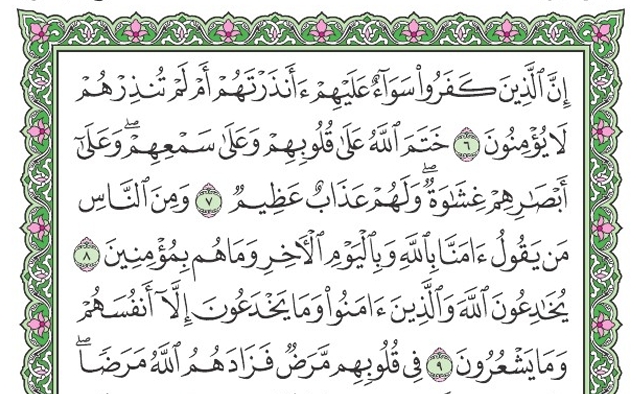 إِنَّ ٱلَّذِينَ كَفَرُوا۟ سَوَآءٌ عَلَيْهِمْ ءَأَنذَرْتَهُمْ أَمْ لَمْ تُنذِرْهُمْ
لَا يُؤْمِنُونَ ٦ خَتَمَ ٱللَّهُ عَلَىٰ قُلُوبِهِمْ وَعَلَىٰ سَمْعِهِمْ ۖ وَعَلَىٰٓ
أَبْصَـٰرِهِمْ غِشَـٰوَةٌ ۖ وَلَهُمْ عَذَابٌ عَظِيمٌ ٧ وَمِنَ ٱلنَّاسِ
مَن يَقُولُ ءَامَنَّا بِٱللَّهِ وَبِٱلْيَوْمِ ٱلْـَٔاخِرِ وَمَا هُم بِمُؤْمِنِينَ ٨
يُخَـٰدِعُونَ ٱللَّهَ وَٱلَّذِينَ ءَامَنُوا۟ وَمَا يَخْدَعُونَ إِلَّآ أَنفُسَهُمْ
وَمَا يَشْعُرُونَ ٩ فِى قُلُوبِهِم مَّرَضٌ فَزَادَهُمُ ٱللَّهُ مَرَضًا ۖ